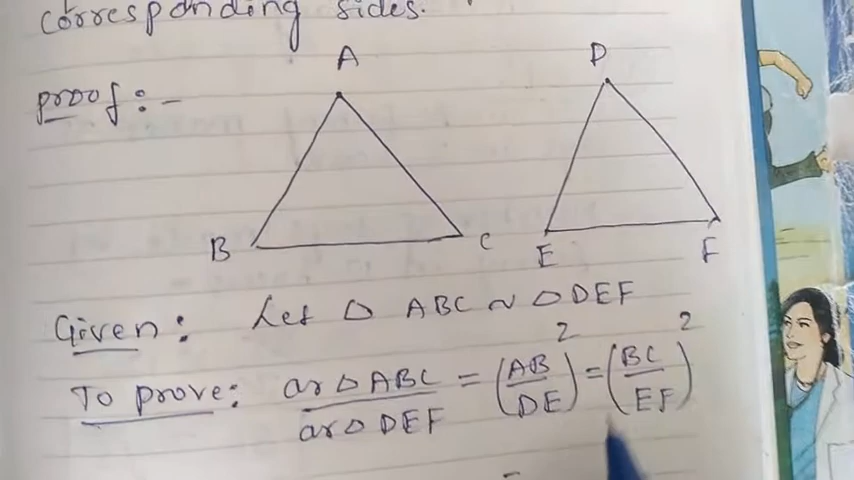 corresponding sides.
proof:-
A
D
B
C
E
F
Given: Let △ ABC ~ △DEF
To prove: ar△ABC/ar△DEF = (AB/DE)² = (BC/EF)²